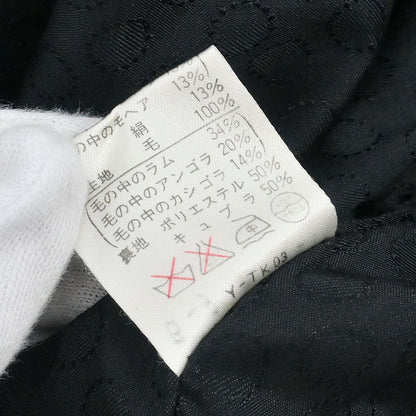 の中のモヘア 13%
絹 13%
主地 毛 100%
毛の中のラム 34%
毛の中のアンゴラ 20%
毛の中のカシゴラ 14%
裏地 ポリエステル 50%
キュプラ 50%
Y-TK 03